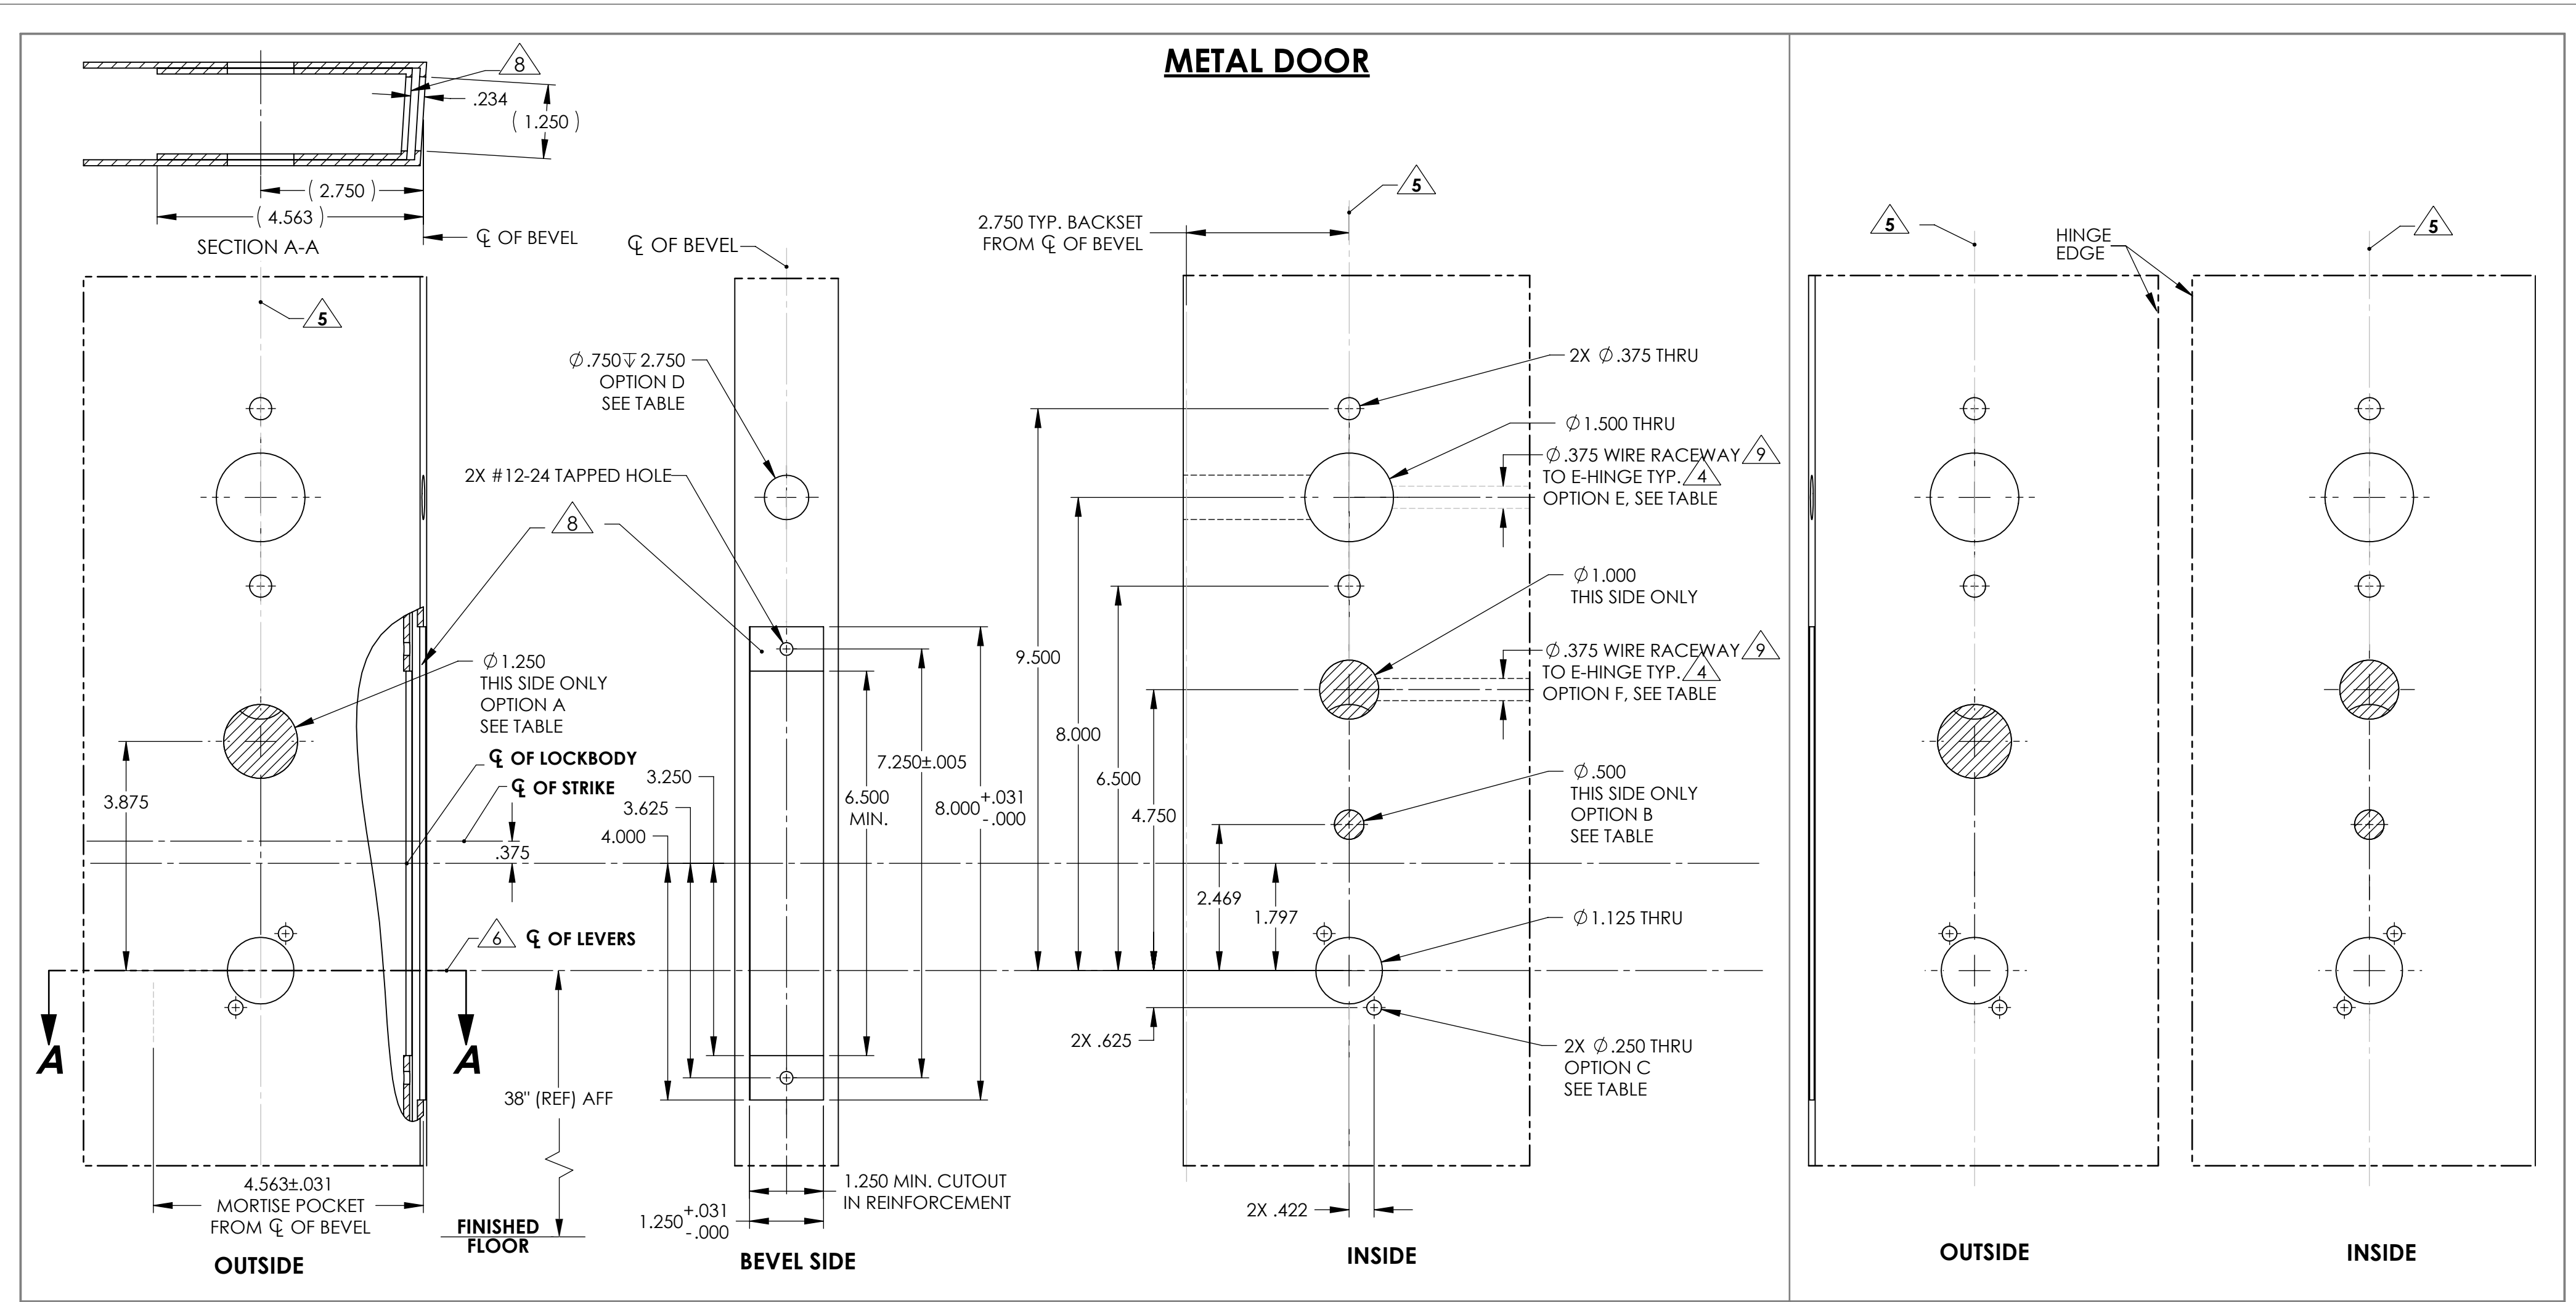 METAL DOOR
8
.234
( 1.250 )
( 2.750 )
( 4.563 )
SECTION A-A
℄ OF BEVEL
℄ OF BEVEL
5
2.750 TYP. BACKSET
FROM ℄ OF BEVEL
5
5
HINGE
EDGE
5
⌀.750↧2.750
OPTION D
SEE TABLE
2X #12-24 TAPPED HOLE
8
2X ⌀.375 THRU
⌀1.500 THRU
⌀.375 WIRE RACEWAY 9
TO E-HINGE TYP. 4
OPTION E, SEE TABLE
⌀1.000
THIS SIDE ONLY
⌀.375 WIRE RACEWAY 9
TO E-HINGE TYP. 4
OPTION F, SEE TABLE
⌀1.250
THIS SIDE ONLY
OPTION A
SEE TABLE
℄ OF LOCKBODY
℄ OF STRIKE
3.875
.375
3.250
3.625
4.000
6.500
MIN.
7.250±.005
8.000 +.031
-.000
9.500
8.000
6.500
4.750
2.469
1.797
⌀.500
THIS SIDE ONLY
OPTION B
SEE TABLE
⌀1.125 THRU
6 ℄ OF LEVERS
A
A
38" (REF) AFF
2X .625
2X ⌀.250 THRU
OPTION C
SEE TABLE
4.563±.031
MORTISE POCKET
FROM ℄ OF BEVEL
FINISHED
FLOOR
1.250 MIN. CUTOUT
IN REINFORCEMENT
1.250 +.031
-.000
2X .422
OUTSIDE
BEVEL SIDE
INSIDE
OUTSIDE
INSIDE